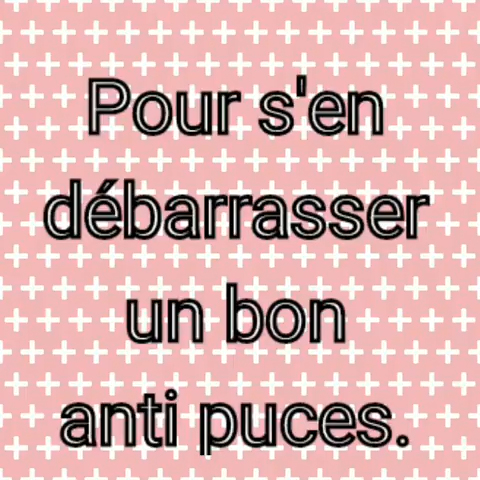 Pour s'en
débarrasser
un bon
anti puces.